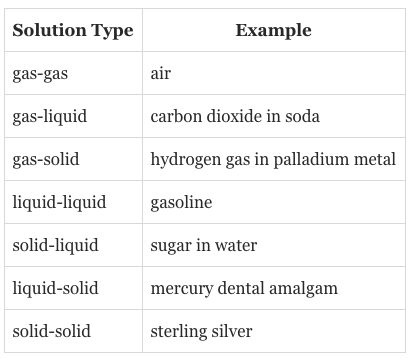 Solution Type Example
gas-gas air
gas-liquid carbon dioxide in soda
gas-solid hydrogen gas in palladium metal
liquid-liquid gasoline
solid-liquid sugar in water
liquid-solid mercury dental amalgam
solid-solid sterling silver